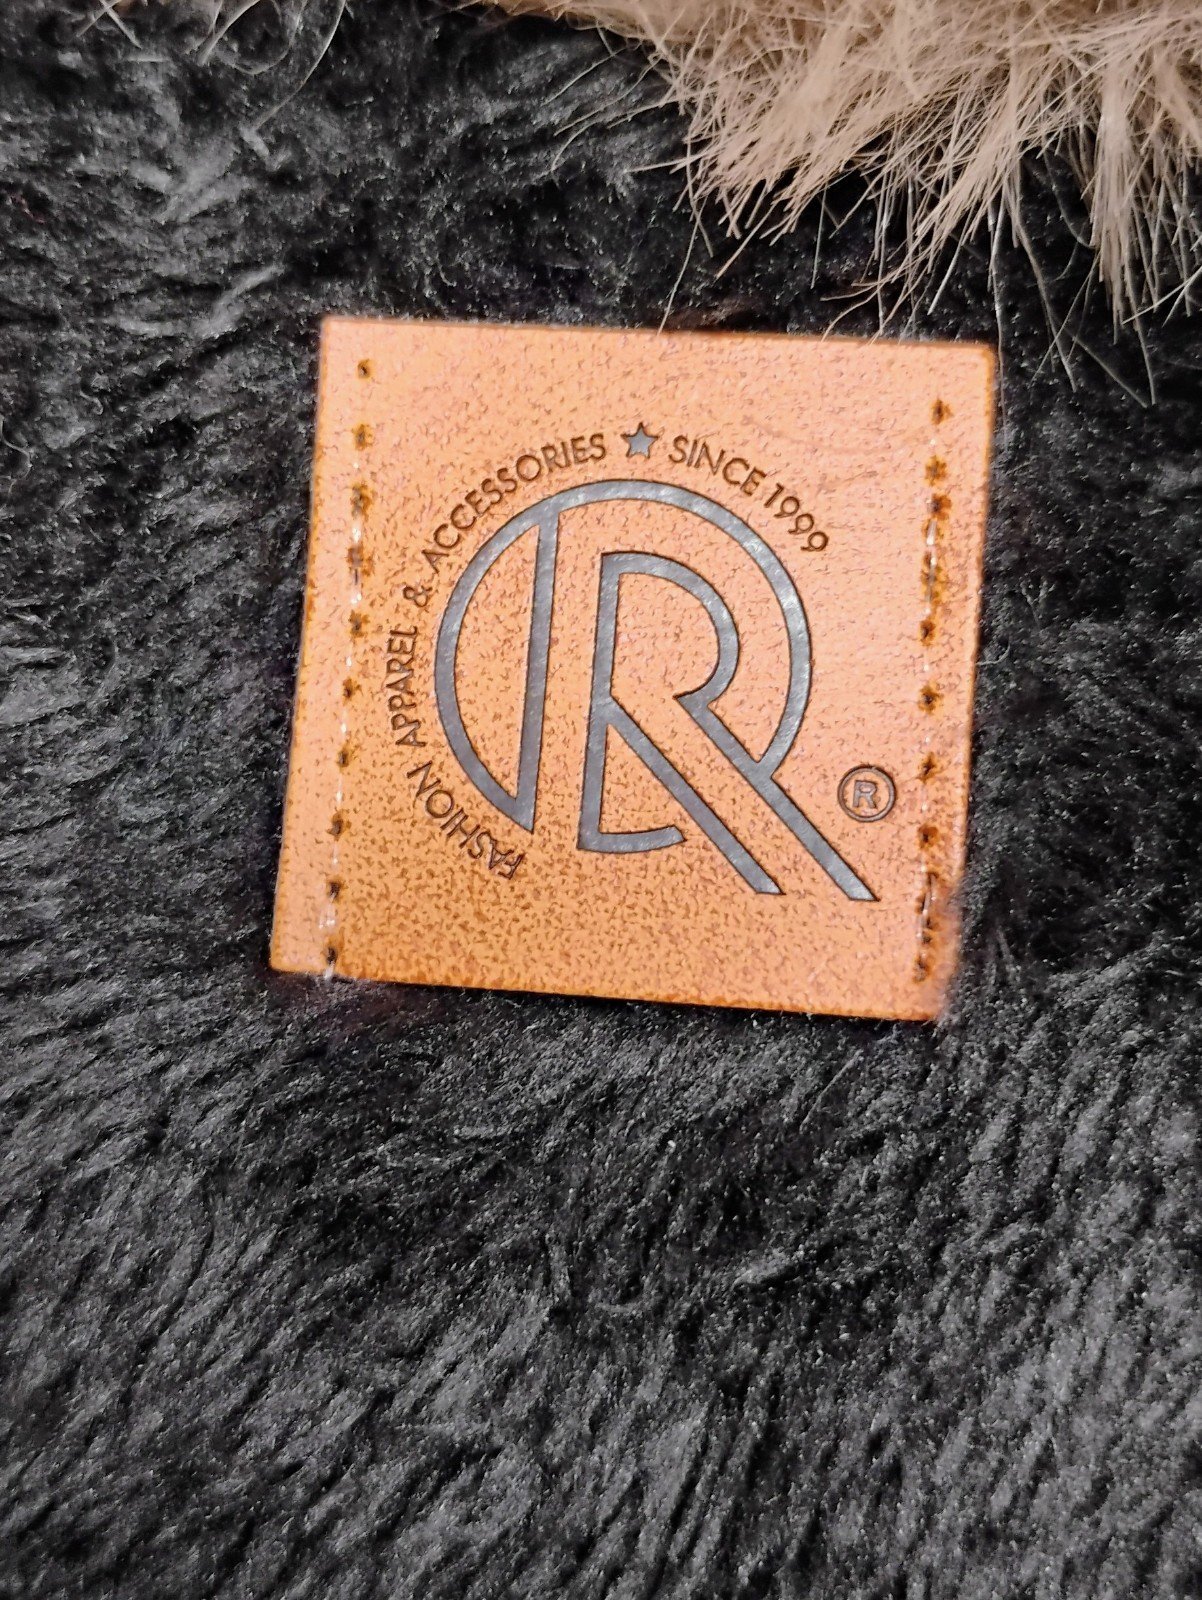 FASHION APPAREL & ACCESSORIES ★ SINCE 1999
R
®